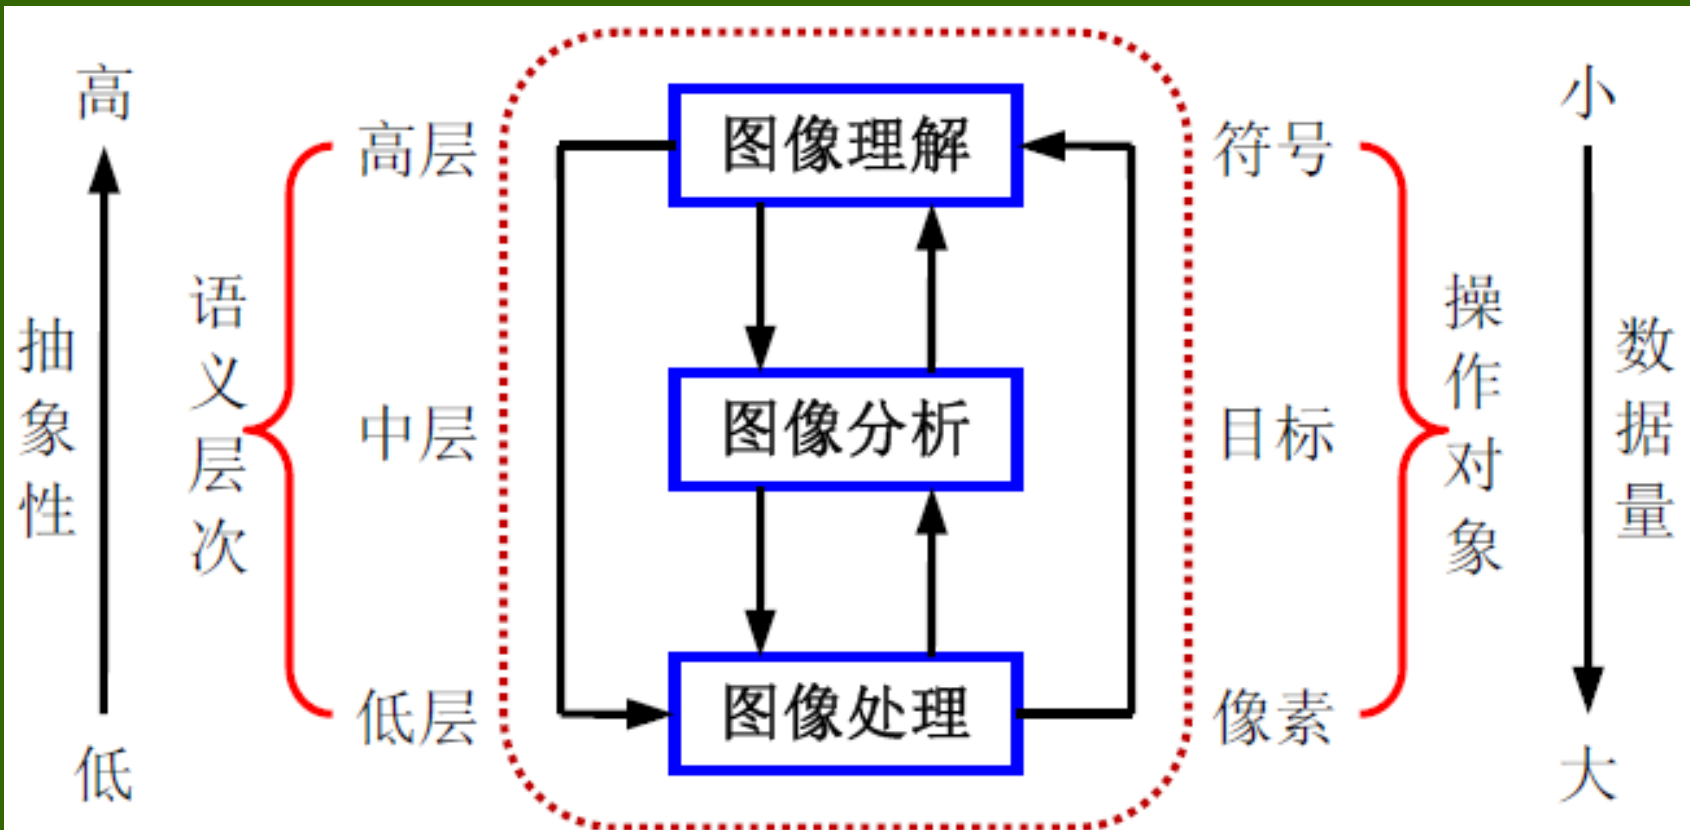 高
小
高层
图像理解
符号
抽象性
语义层次
中层
图像分析
目标
操作对象
数据量
低层
图像处理
像素
低
大